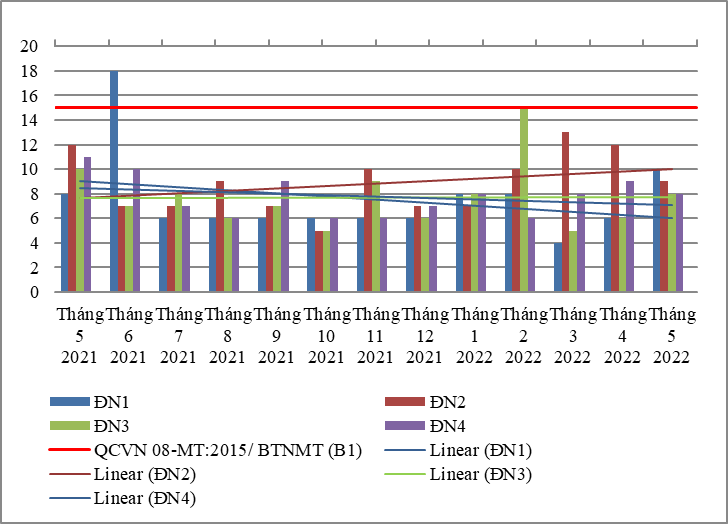 20
18
16
14
12
10
8
6
4
2
0
Tháng Tháng Tháng Tháng Tháng Tháng Tháng Tháng Tháng Tháng Tháng Tháng Tháng
5 6 7 8 9 10 11 12 1 2 3 4 5
2021 2021 2021 2021 2021 2021 2021 2021 2022 2022 2022 2022 2022
ĐN1 ĐN2
ĐN3 ĐN4
QCVN 08-MT:2015/ BTNMT (B1) Linear (ĐN1)
Linear (ĐN2) Linear (ĐN3)
Linear (ĐN4)